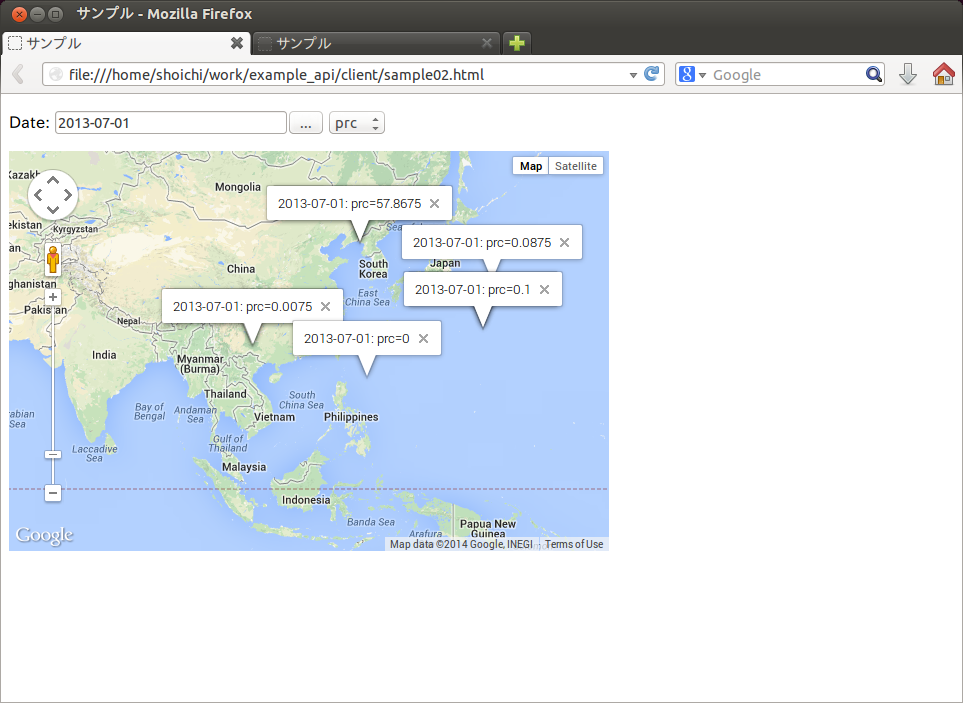 サンプル - Mozilla Firefox
サンプル
サンプル
file:///home/shoichi/work/example_api/client/sample02.html
Google
Date: 2013-07-01 ... prc
Map Satellite
Mongolia
2013-07-01: prc=57.8675
Kyrgyzstan
2013-07-01: prc=0.0875
China
South
Korea
Japan
2013-07-01: prc=0.1
East
China Sea
Pakistan
2013-07-01: prc=0.0075
Nepal
2013-07-01: prc=0
India
Myanmar
(Burma)
Thailand
South
China Sea
Bay of
Bengal
Andaman
Sea
Vietnam
Philippines
Gulf of
Thailand
Laccadive
Sea
Malaysia
Indonesia
Banda Sea
Papua New
Guinea
Arafura
Google
Map data ©2014 Google, INEGI
Terms of Use